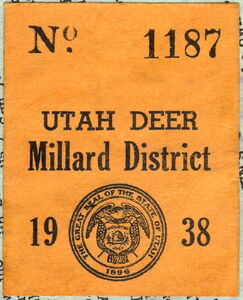 Nº 1187
UTAH DEER
Millard District
19 38
THE GREAT SEAL OF THE STATE OF UTAH
1896